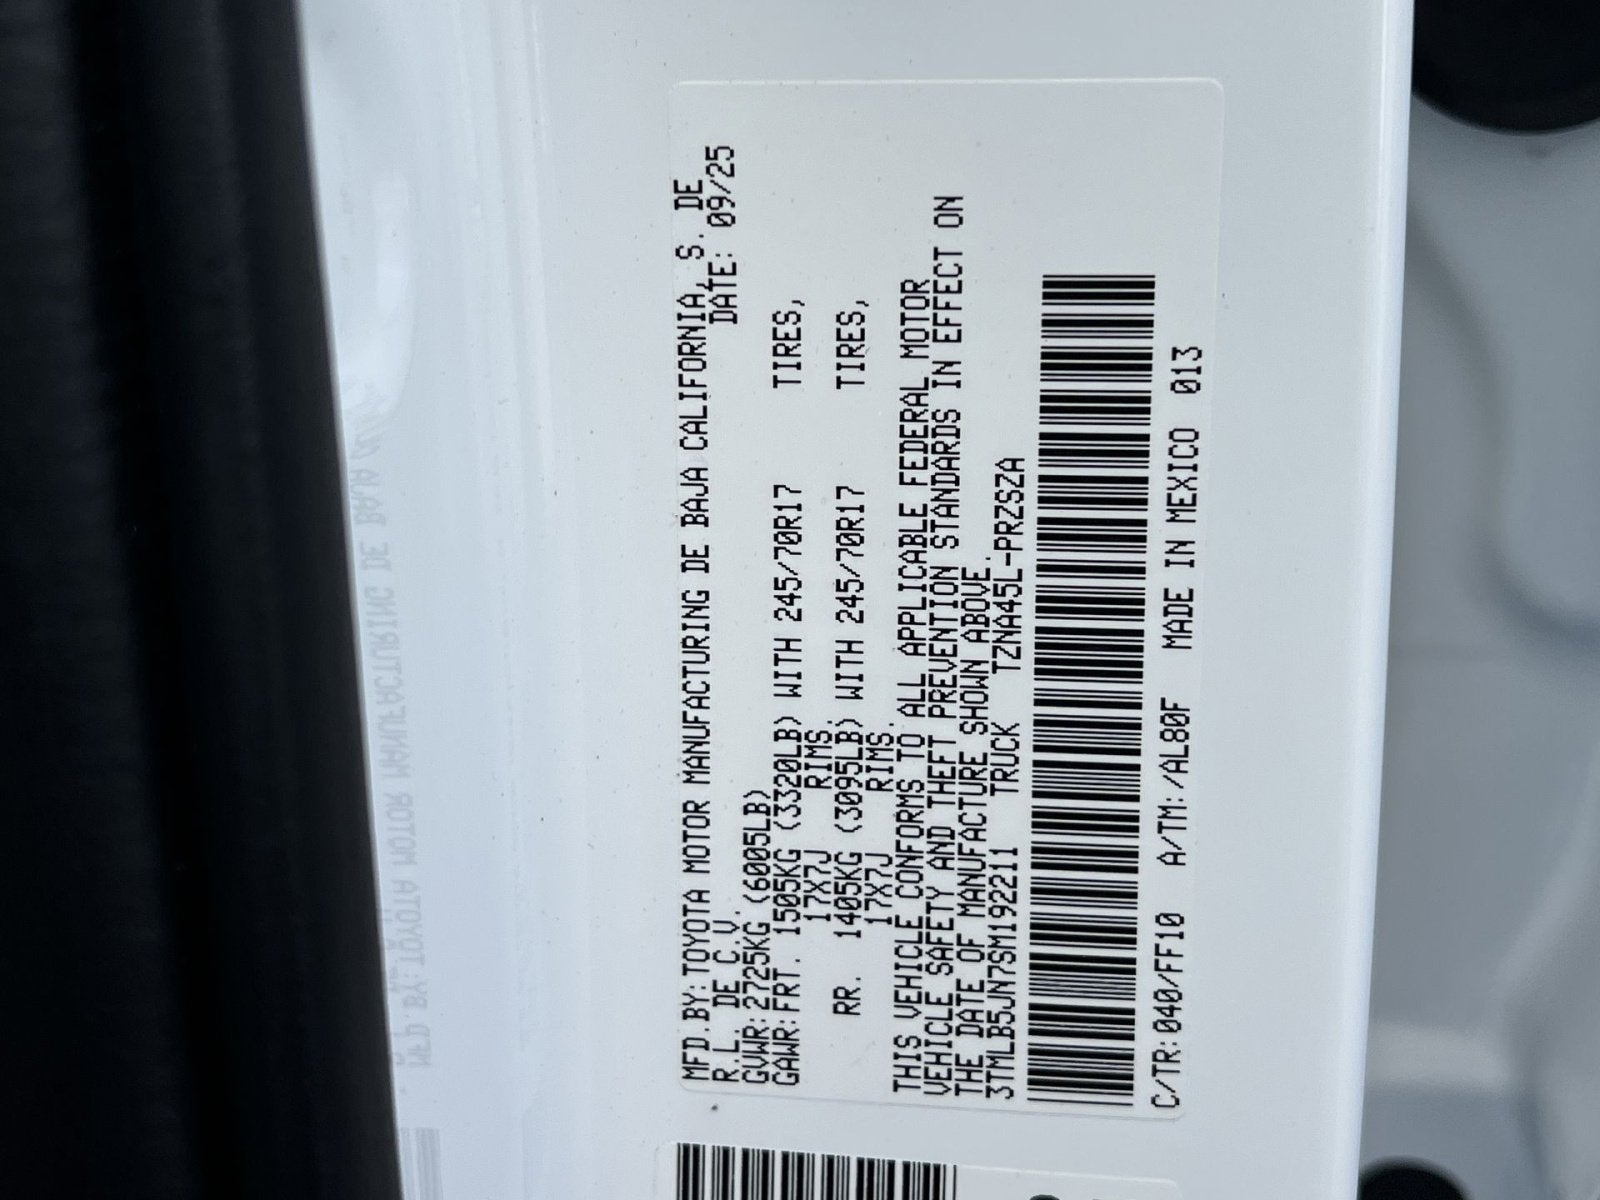 MFD.BY:TOYOTA MOTOR MANUFACTURING DE BAJA CALIFORNIA, S. DE
R.L. DE C.V. DATE: 09/25
GVWR:2725KG (6005LB)
GAWR:FRT. 1505KG (3320LB) WITH 245/70R17 TIRES,
17X7J RIMS.
RR. 1405KG (3095LB) WITH 245/70R17 TIRES,
17X7J RIMS.
THIS VEHICLE CONFORMS TO ALL APPLICABLE FEDERAL MOTOR
VEHICLE SAFETY AND THEFT PREVENTION STANDARDS IN EFFECT ON
THE DATE OF MANUFACTURE SHOWN ABOVE.
3TMLB5JN7SM192211 TRUCK TZNA45L-PRZSZA
C/TR:040/FF10 A/TM:/AL80F MADE IN MEXICO 013